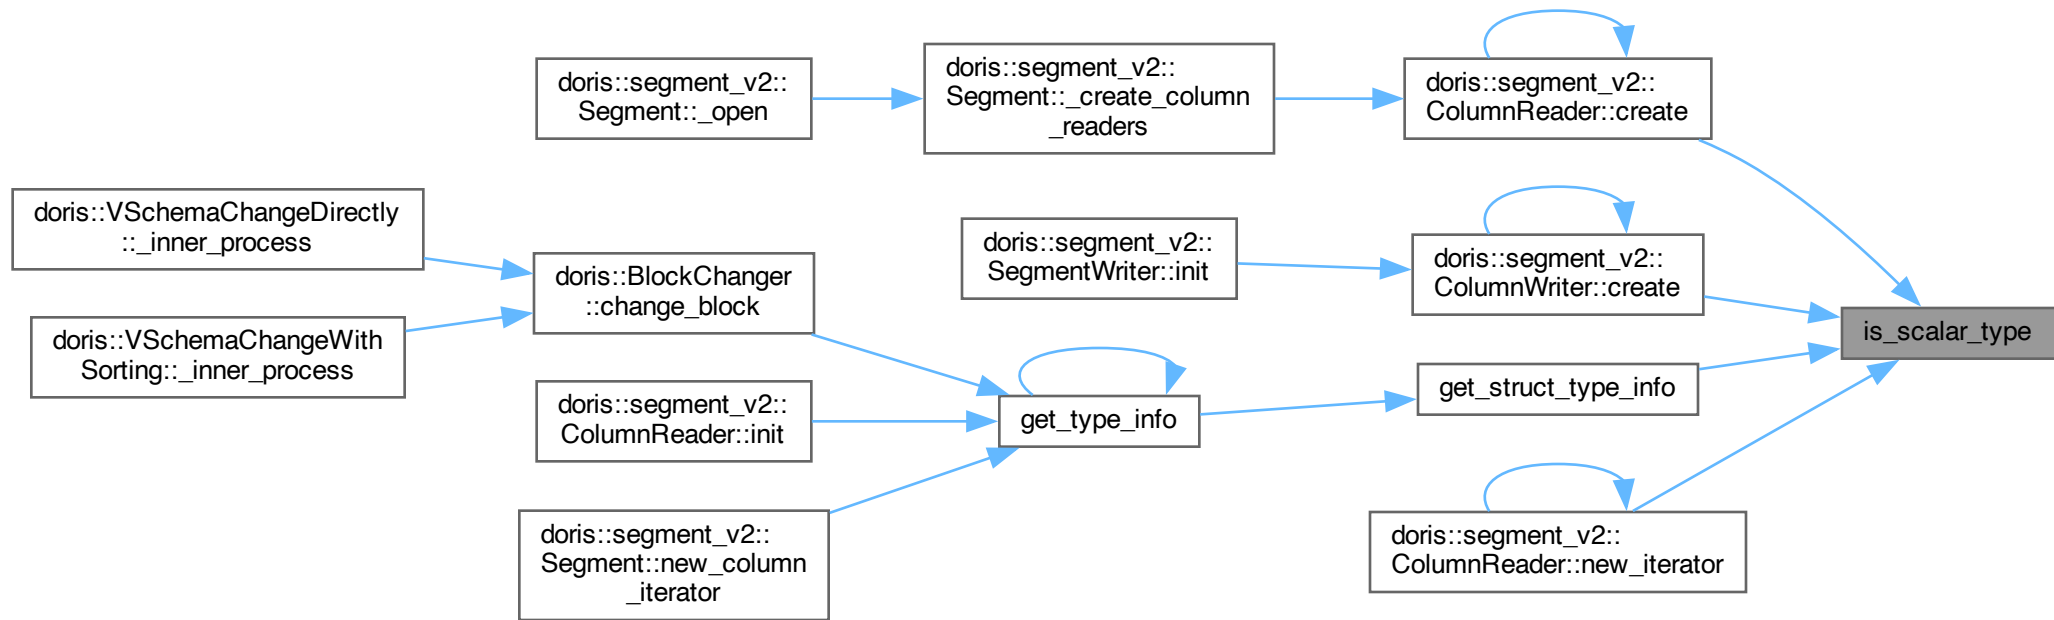 doris::segment_v2::
Segment::_open
doris::segment_v2::
Segment::_create_column
_readers
doris::segment_v2::
ColumnReader::create
doris::VSchemaChangeDirectly
::_inner_process
doris::segment_v2::
SegmentWriter::init
doris::segment_v2::
ColumnWriter::create
doris::BlockChanger
::change_block
is_scalar_type
doris::VSchemaChangeWith
Sorting::_inner_process
doris::segment_v2::
ColumnReader::init
get_type_info
get_struct_type_info
doris::segment_v2::
Segment::new_column
_iterator
doris::segment_v2::
ColumnReader::new_iterator